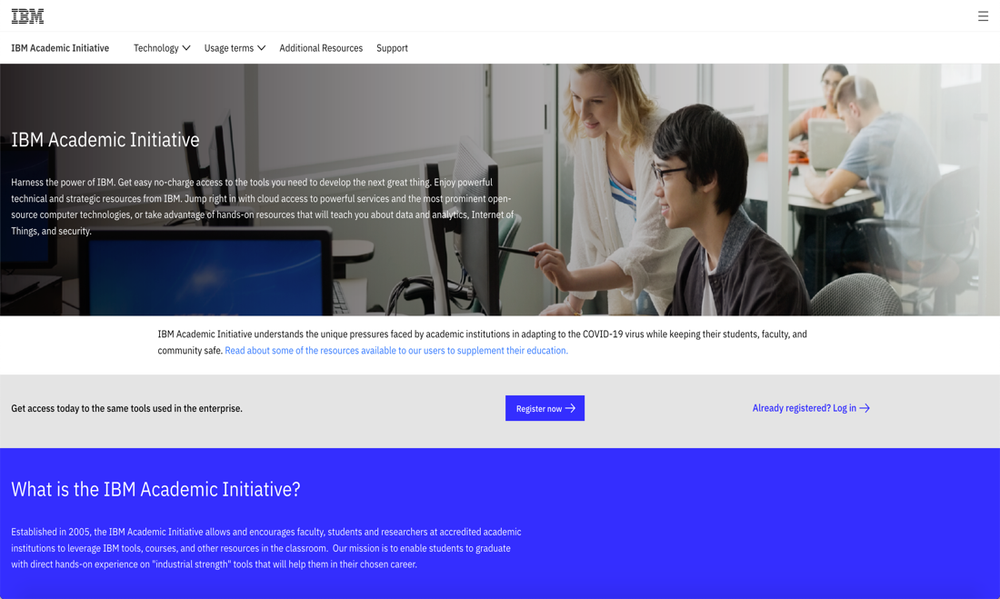 IBM
IBM Academic Initiative Technology Usage terms Additional Resources Support
IBM Academic Initiative
Harness the power of IBM. Get easy no-charge access to the tools you need to develop the next great thing. Enjoy powerful
technical and strategic resources from IBM. Jump right in with cloud access to powerful services and the most prominent open-
source computer technologies, or take advantage of hands-on resources that will teach you about data and analytics, Internet of
Things, and security.
IBM Academic Initiative understands the unique pressures faced by academic institutions in adapting to the COVID-19 virus while keeping their students, faculty, and
community safe. Read about some of the resources available to our users to supplement their education.
Get access today to the same tools used in the enterprise. Register now Already registered? Log in
What is the IBM Academic Initiative?
Established in 2005, the IBM Academic Initiative allows and encourages faculty, students and researchers at accredited academic
institutions to leverage IBM tools, courses, and other resources in the classroom. Our mission is to enable students to graduate
with direct hands-on experience on "industrial strength" tools that will help them in their chosen career.